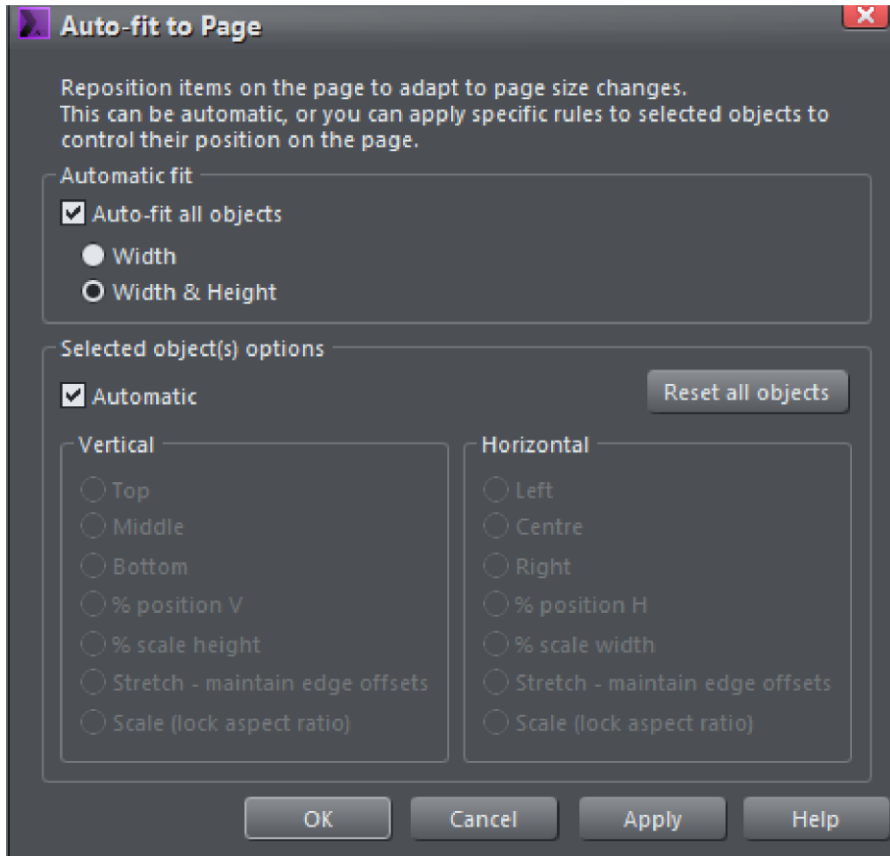 Auto-fit to Page
Reposition items on the page to adapt to page size changes.
This can be automatic, or you can apply specific rules to selected objects to
control their position on the page.
Automatic fit
Auto-fit all objects
Width
Width & Height
Selected object(s) options
Automatic
Reset all objects
Vertical
Top
Middle
Bottom
% position V
% scale height
Stretch - maintain edge offsets
Scale (lock aspect ratio)
Horizontal
Left
Centre
Right
% position H
% scale width
Stretch - maintain edge offsets
Scale (lock aspect ratio)
OK Cancel Apply Help